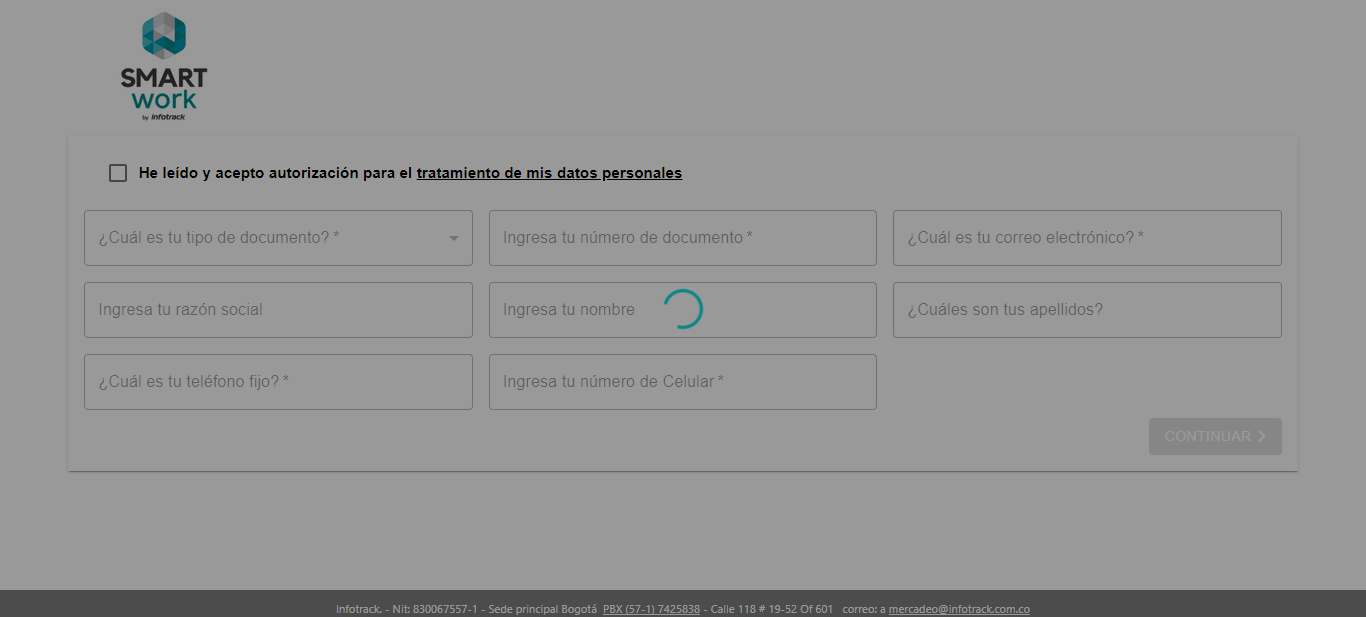 SMART
work
by infotrack
He leído y acepto autorización para el tratamiento de mis datos personales
¿Cuál es tu tipo de documento? *
Ingresa tu número de documento *
¿Cuál es tu correo electrónico? *
Ingresa tu razón social
Ingresa tu nombre
¿Cuáles son tus apellidos?
¿Cuál es tu teléfono fijo? *
Ingresa tu número de Celular *
CONTINUAR
Infotrack. - Nit: 830067557-1 - Sede principal Bogotá PBX (57-1) 7425838 - Calle 118 # 19-52 Of 601 correo: a mercadeo@infotrack.com.co